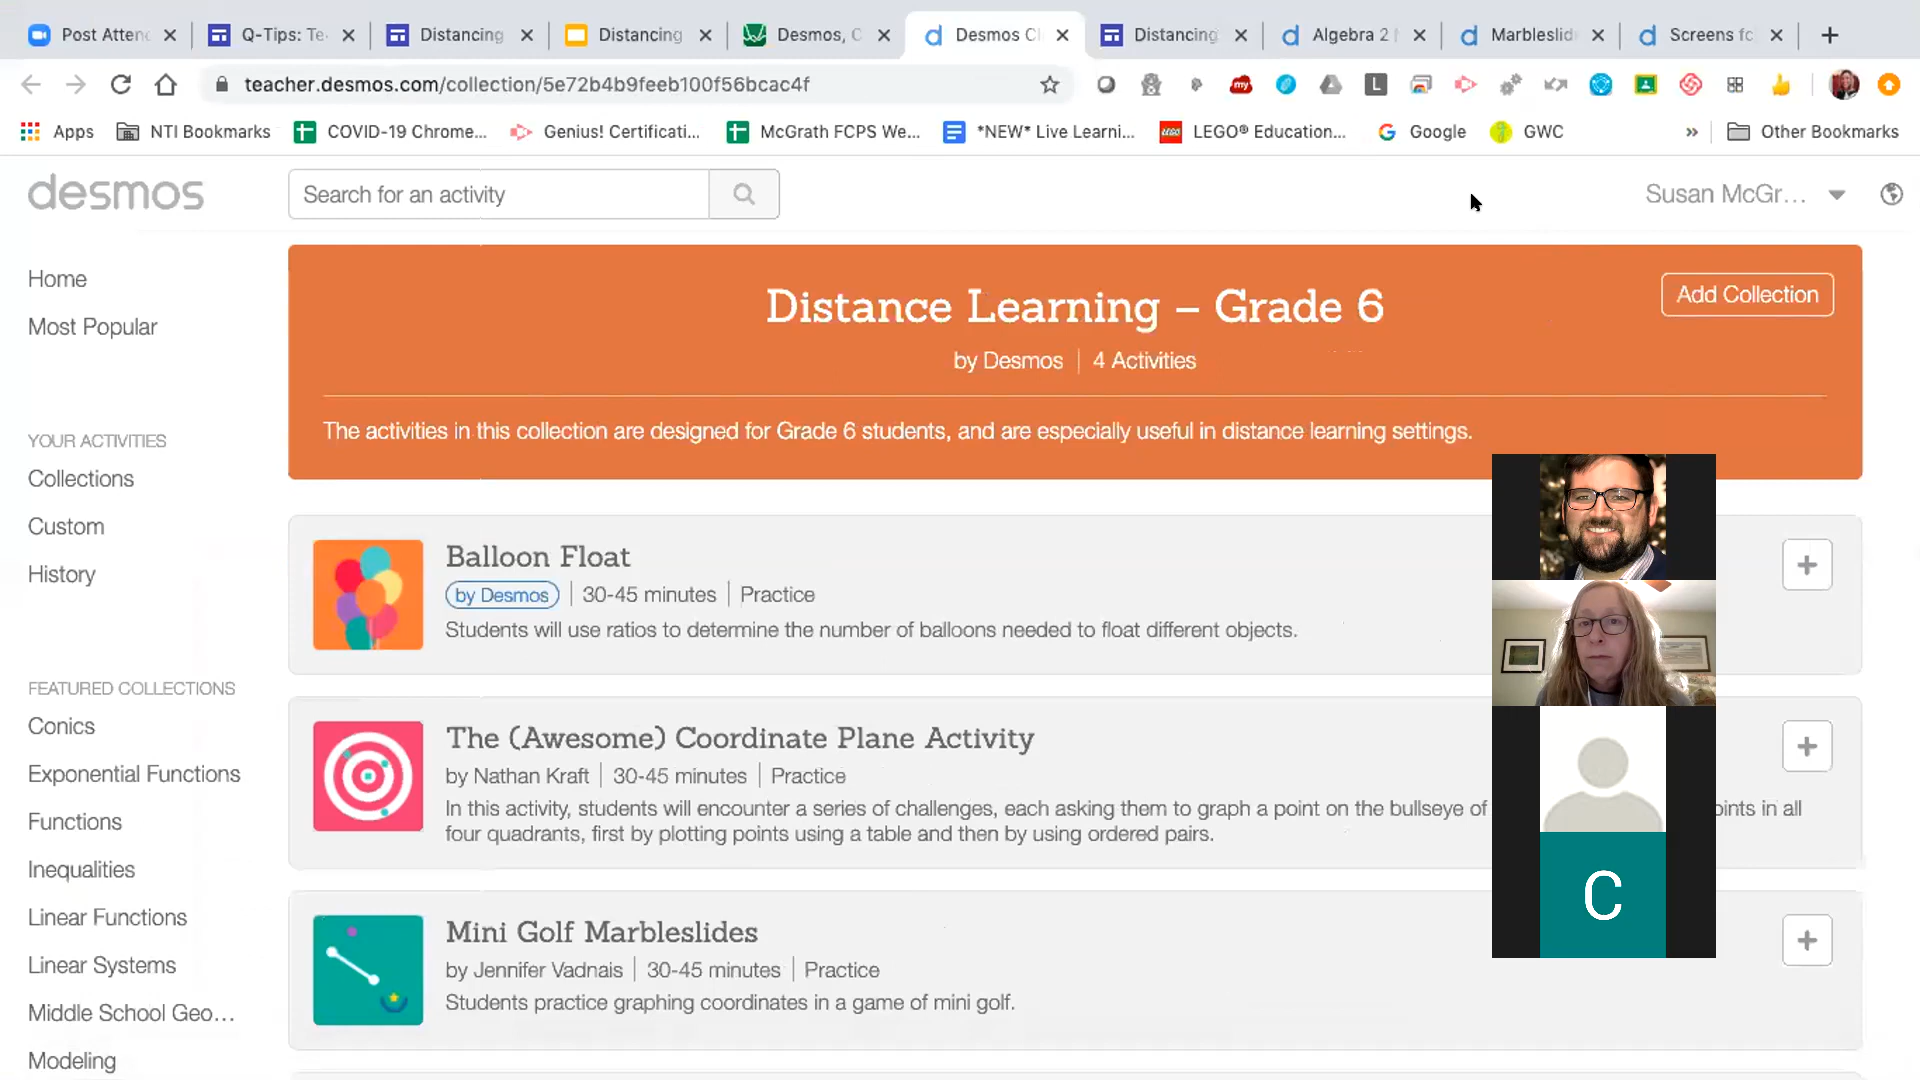 Post Atten
Q-Tips: Te
Distancing
Distancing
Desmos, C
Desmos Cl
Distancing
Algebra 2
Marbleslid
Screens fo
teacher.desmos.com/collection/5e72b4b9feeb100f56bcac4f
Apps
NTI Bookmarks
COVID-19 Chrome...
Genius! Certificati...
McGrath FCPS We...
*NEW* Live Learni...
LEGO® Education...
Google
GWC
»
Other Bookmarks
desmos
Search for an activity
Susan McGr...
Home
Most Popular
YOUR ACTIVITIES
Collections
Custom
History
FEATURED COLLECTIONS
Conics
Exponential Functions
Functions
Inequalities
Linear Functions
Linear Systems
Middle School Geo...
Modeling
Distance Learning – Grade 6
Add Collection
by Desmos | 4 Activities
The activities in this collection are designed for Grade 6 students, and are especially useful in distance learning settings.
Balloon Float
by Desmos | 30-45 minutes | Practice
Students will use ratios to determine the number of balloons needed to float different objects.
The (Awesome) Coordinate Plane Activity
by Nathan Kraft | 30-45 minutes | Practice
In this activity, students will encounter a series of challenges, each asking them to graph a point on the bullseye of oints in all
four quadrants, first by plotting points using a table and then by using ordered pairs.
Mini Golf Marbleslides
by Jennifer Vadnais | 30-45 minutes | Practice
Students practice graphing coordinates in a game of mini golf.
C